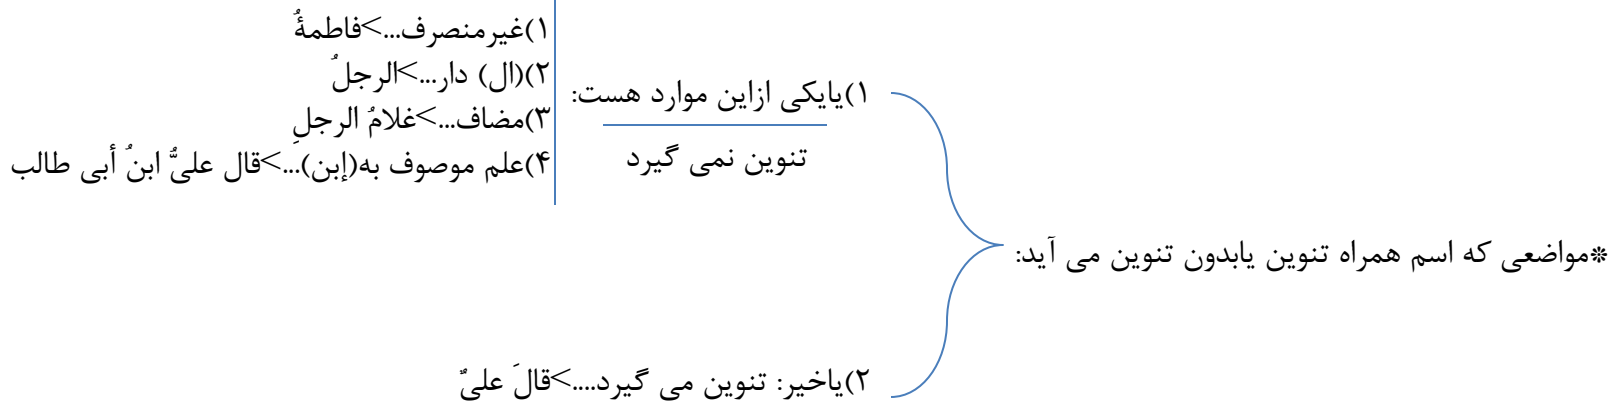 *مواضعی که اسم همراه تنوین یابدون تنوین می آید:
۱)یایکی ازاین موارد هست:
تنوین نمی گیرد
۱)غیرمنصرف...>فاطمةُ
۲)(ال) دار...>الرجلُ
۳)مضاف...>غلامُ الرجلِ
۴)علم موصوف به(إبن)...>قال علیُّ ابنُ أبی طالب
۲)یاخیر: تنوین می گیرد....>قالَ علیٌ